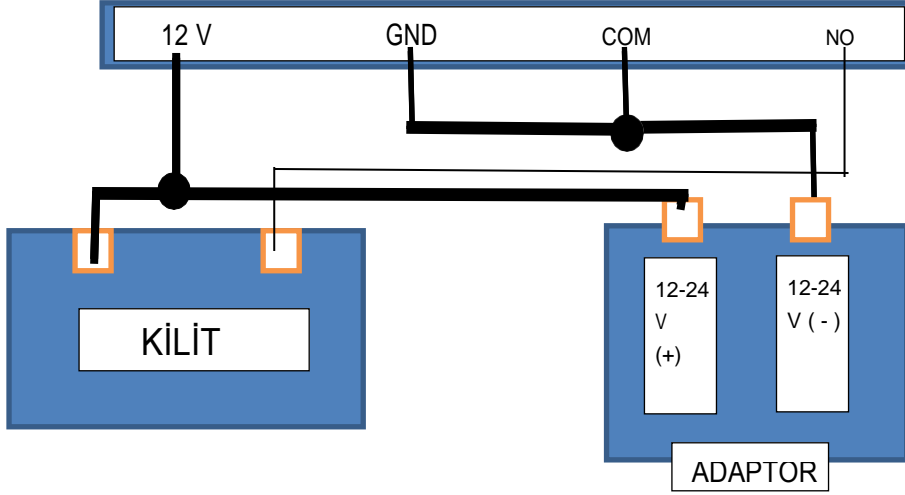 12 V GND COM NO
KİLİT
12-24
V
(+)
12-24
V ( - )
ADAPTOR